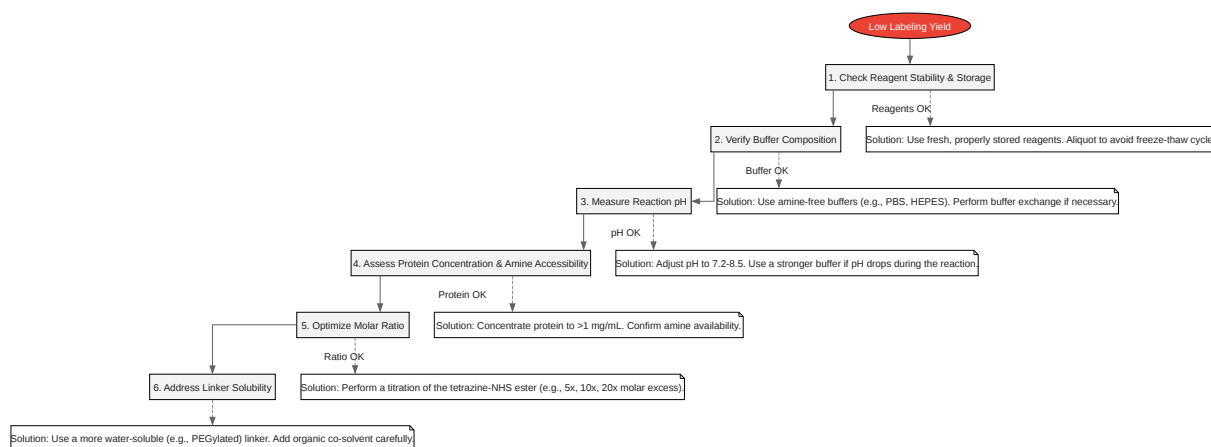 Low Labeling Yield
1. Check Reagent Stability & Storage
Reagents OK
2. Verify Buffer Composition
Solution: Use fresh, properly stored reagents. Aliquot to avoid freeze-thaw cycle
Buffer OK
3. Measure Reaction pH
Solution: Use amine-free buffers (e.g., PBS, HEPES). Perform buffer exchange if necessary.
pH OK
4. Assess Protein Concentration & Amine Accessibility
Solution: Adjust pH to 7.2-8.5. Use a stronger buffer if pH drops during the reaction.
Protein OK
5. Optimize Molar Ratio
Solution: Concentrate protein to >1 mg/mL. Confirm amine availability.
Ratio OK
6. Address Linker Solubility
Solution: Perform a titration of the tetrazine-NHS ester (e.g., 5x, 10x, 20x molar excess).
Solution: Use a more water-soluble (e.g., PEGylated) linker. Add organic co-solvent carefully.